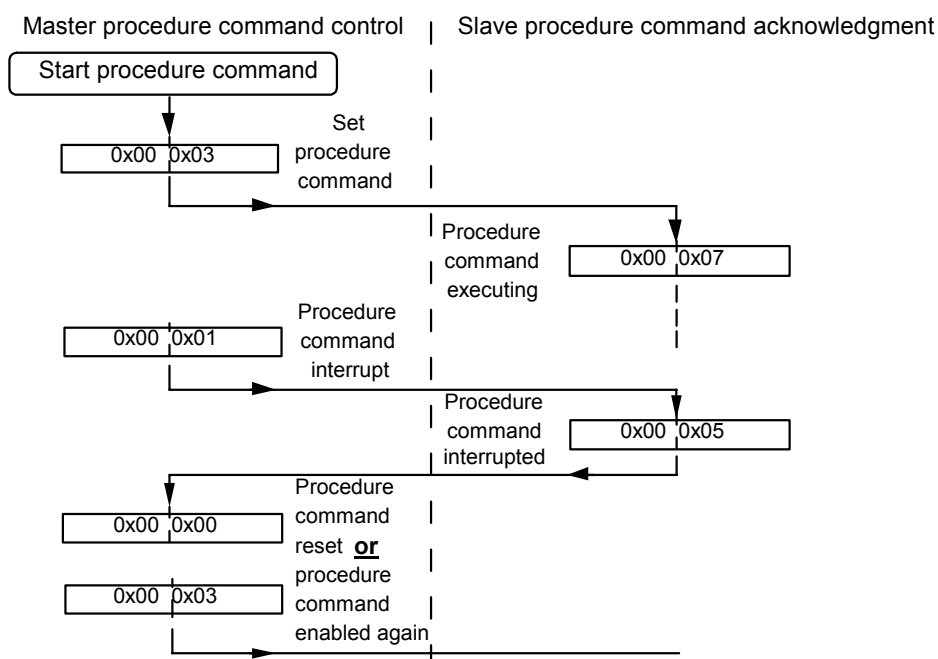 Master procedure command control
Slave procedure command acknowledgment
Start procedure command
Set
procedure
command
0x00 0x03
Procedure
command
executing
0x00 0x07
Procedure
command
interrupt
0x00 0x01
Procedure
command
interrupted
0x00 0x05
Procedure
command
reset or
procedure
command
enabled again
0x00 0x00
0x00 0x03